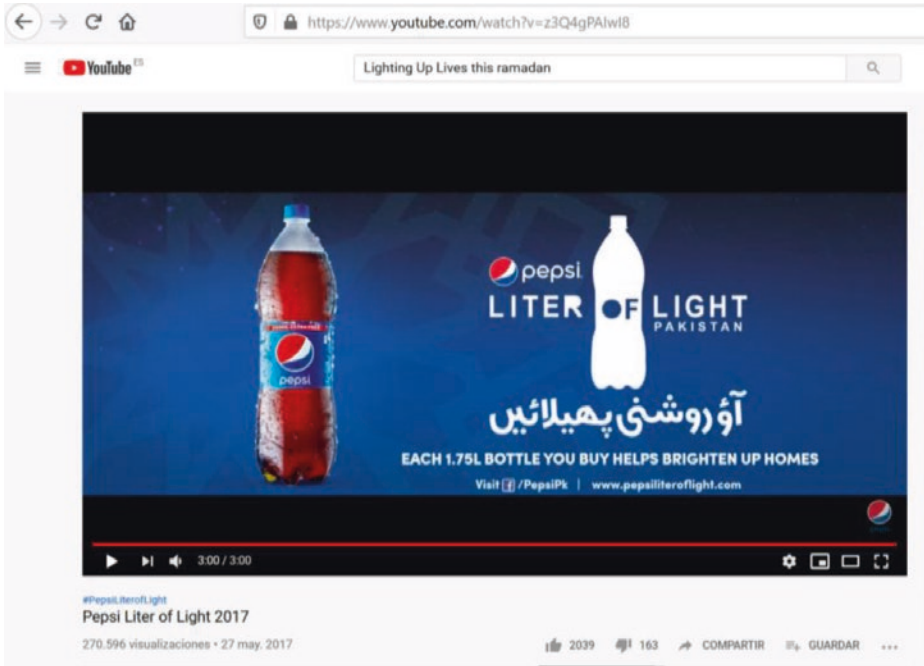 https://www.youtube.com/watch?v=z3Q4gPAlwI8
YouTube ES
Lighting Up Lives this ramadan
pepsi
LITER OF LIGHT
PAKISTAN
pepsi
آؤ روشنی پھیلائیں
EACH 1.75L BOTTLE YOU BUY HELPS BRIGHTEN UP HOMES
Visit f /PepsiPk | www.pepsiliteroflight.com
3:00 / 3:00
#PepsiLiterofLight
Pepsi Liter of Light 2017
270.596 visualizaciones • 27 may. 2017
2039 163 COMPARTIR GUARDAR